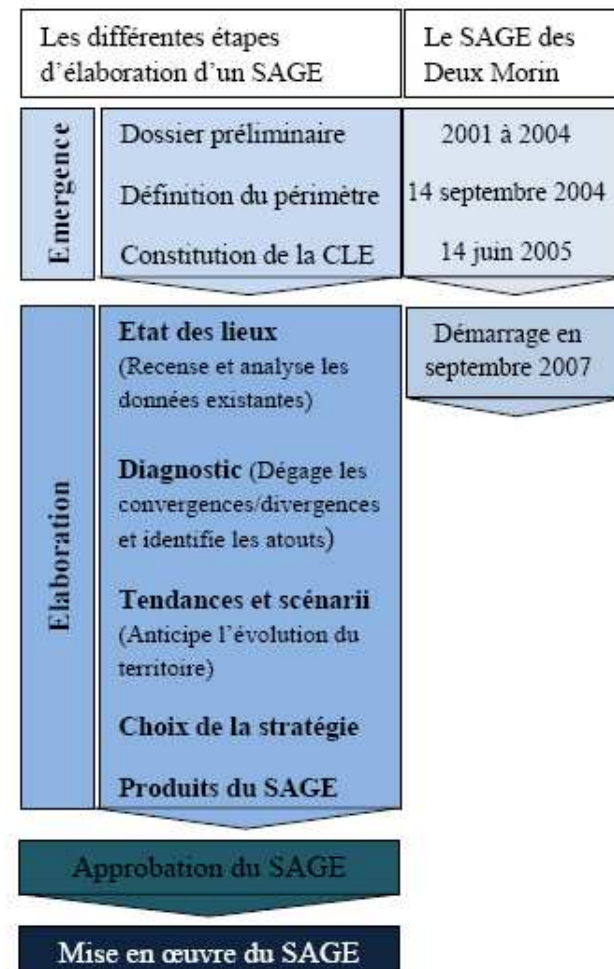 Les différentes étapes
d'élaboration d'un SAGE
Le SAGE des
Deux Morin
Emergence
Dossier préliminaire
2001 à 2004
Définition du périmètre
14 septembre 2004
Constitution de la CLE
14 juin 2005
Elaboration
Etat des lieux
(Recense et analyse les
données existantes)
Démarrage en
septembre 2007
Diagnostic (Dégage les
convergences/divergences
et identifie les atouts)
Tendances et scénarii
(Anticipe l'évolution du
territoire)
Choix de la stratégie
Produits du SAGE
Approbation du SAGE
Mise en œuvre du SAGE